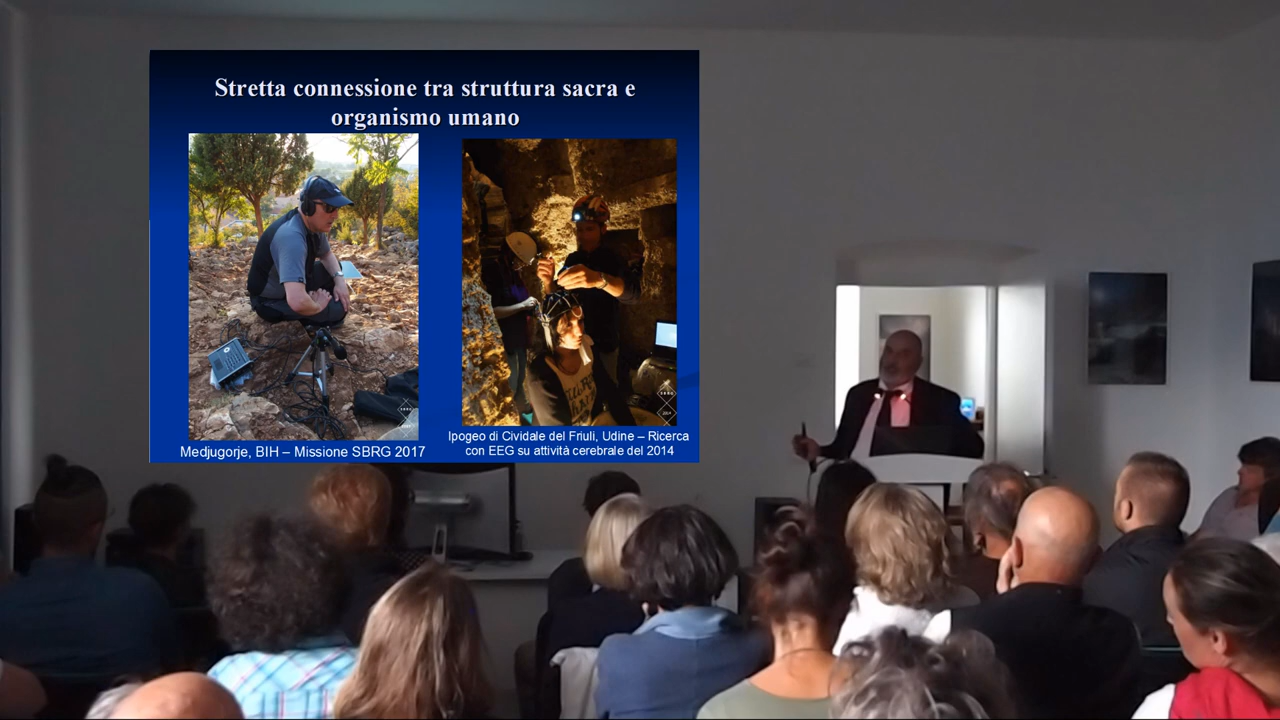 Stretta connessione tra struttura sacra e
organismo umano
Medjugorje, BIH – Missione SBRG 2017
Ipogeo di Cividale del Friuli, Udine – Ricerca
con EEG su attività cerebrale del 2014